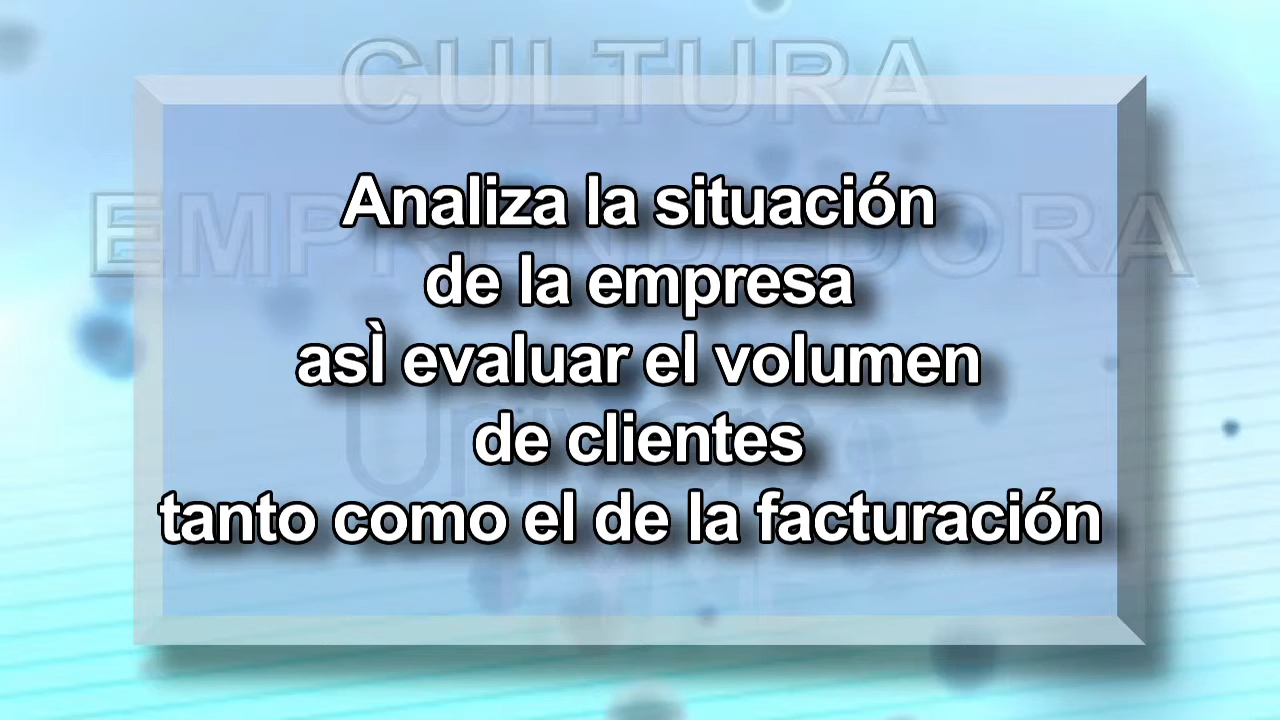 CULTURA
EMPRENDEDORA
Analiza la situación
de la empresa
asÌ evaluar el volumen
de clientes
tanto como el de la facturación